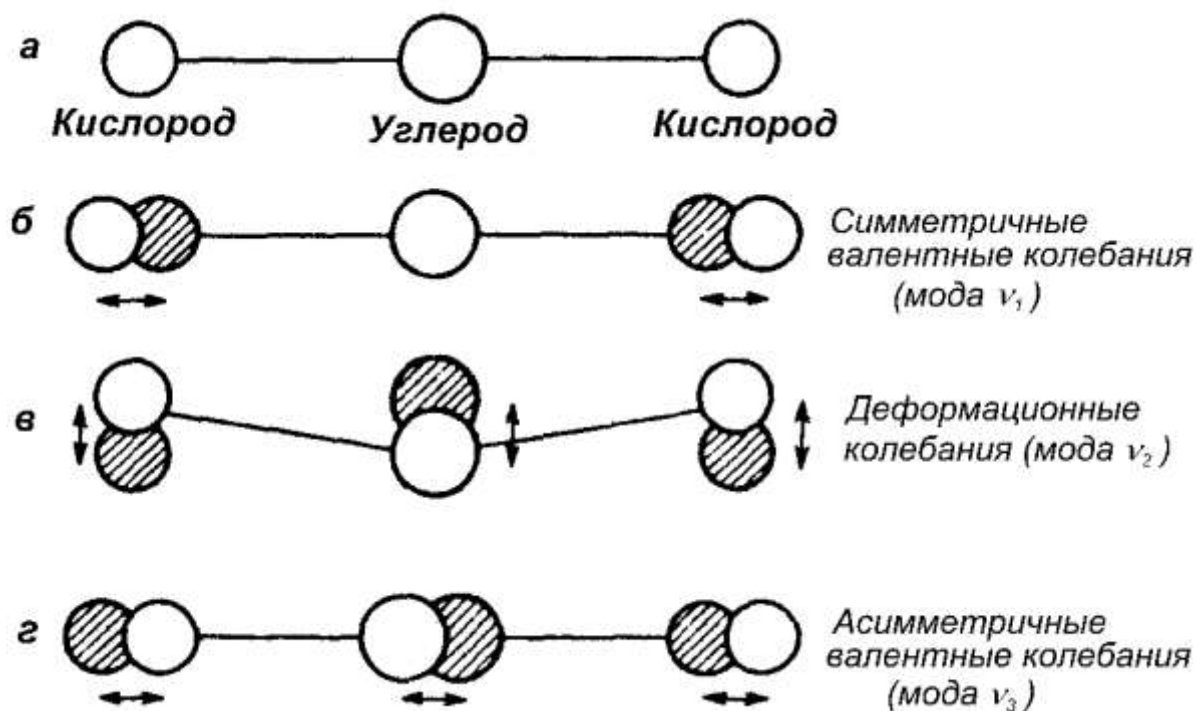 а
Кислород Углерод Кислород
б
Симметричные
валентные колебания
(мода ν₁)
в
Деформационные
колебания (мода ν₂)
г
Асимметричные
валентные колебания
(мода ν₃)